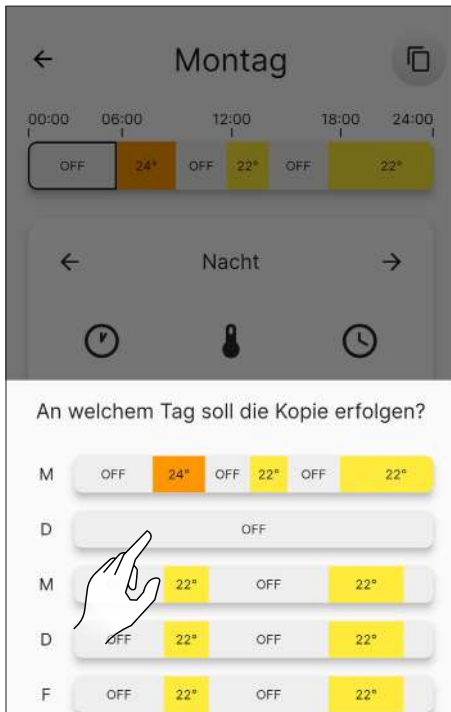 Montag
00:00 06:00 12:00 18:00 24:00
OFF 24° OFF 22° OFF 22°
Nacht
An welchem Tag soll die Kopie erfolgen?
M OFF 24° OFF 22° OFF 22°
D OFF
M 22° OFF 22°
D OFF 22° OFF 22°
F OFF 22° OFF 22°